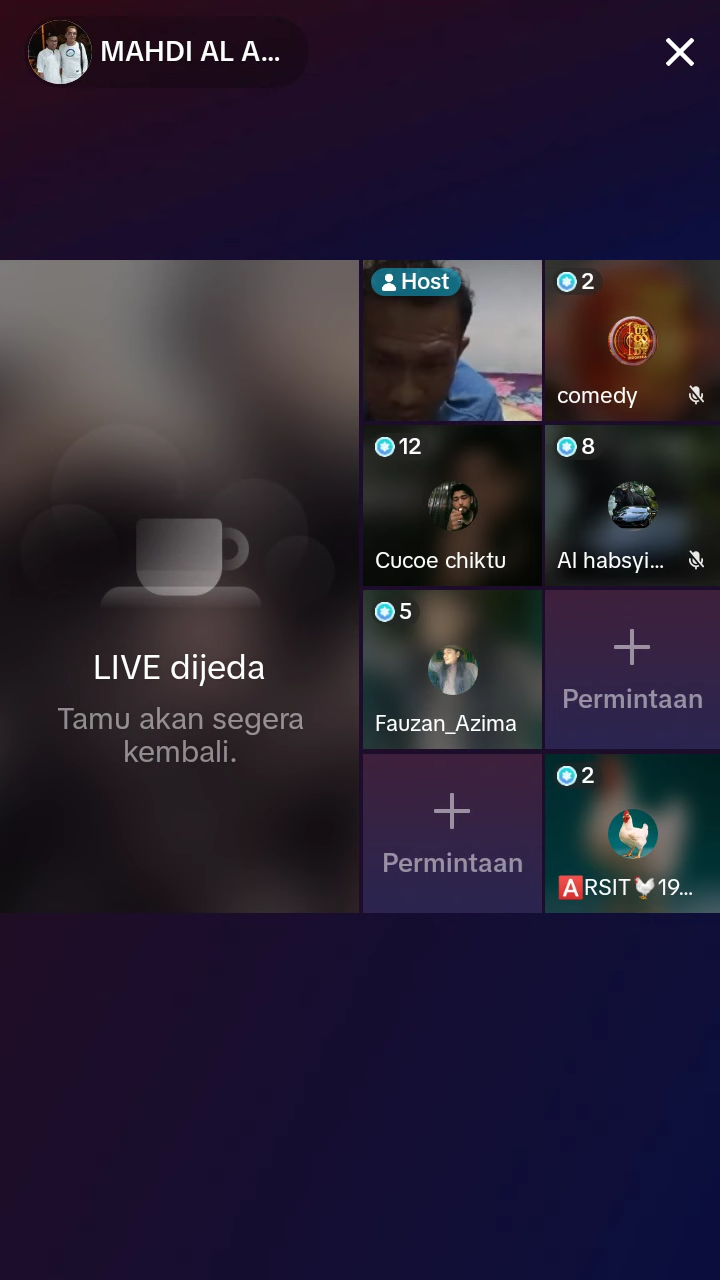 MAHDI AL A...
Host
2
comedy
12
Cucoe chiktu
8
Al habsyi...
LIVE dijeda
Tamu akan segera
kembali.
5
Fauzan_Azima
Permintaan
Permintaan
2
🅰️RSIT🐓19...